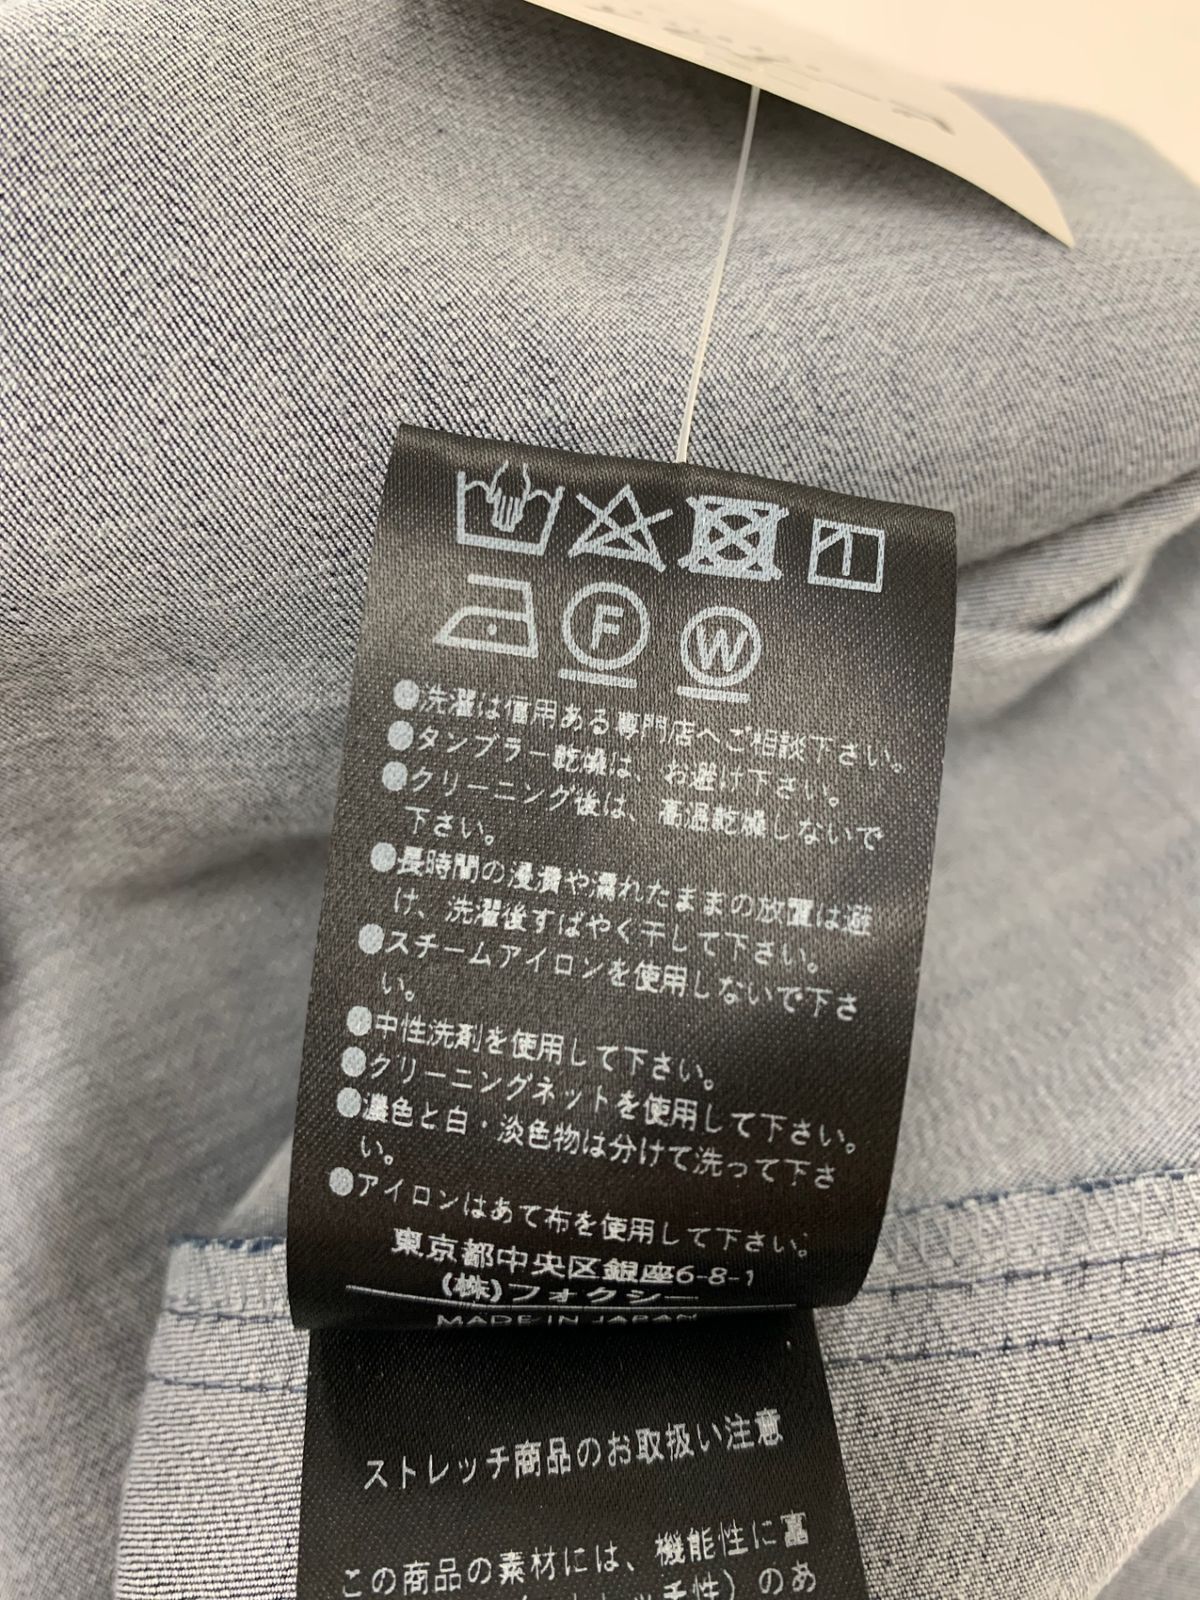 F W
●洗濯は信用ある専門店へご相談下さい。
●タンブラー乾燥は、お避け下さい。
●クリーニング後は、高温乾燥しないで
下さい。
●長時間の浸漬や濡れたままの放置は避
け、洗濯後すばやく干して下さい。
●スチームアイロンを使用しないで下さ
い。
●中性洗剤を使用して下さい。
●クリーニングネットを使用して下さい。
●濃色と白・淡色物は分けて洗って下さ
い。
●アイロンはあて布を使用して下さい。
東京都中央区銀座6-8-1
(株)フォクシー
MADE IN JAPAN
ストレッチ商品のお取扱い注意
この商品の素材には、機能性に富
ストレッチ性)のあ